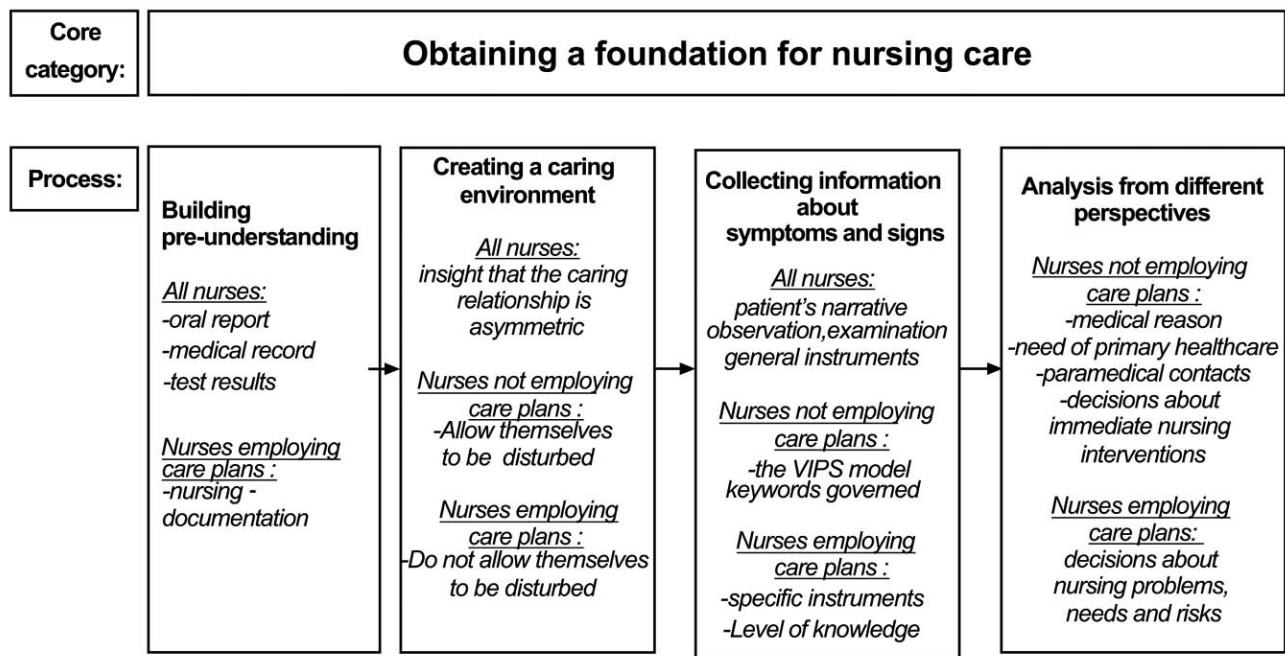 Core
category:
Obtaining a foundation for nursing care
Process:
Building
pre-understanding
All nurses:
-oral report
-medical record
-test results
Nurses employing
care plans :
-nursing -
documentation
Creating a caring
environment
All nurses:
insight that the caring
relationship is
asymmetric
Nurses not employing
care plans :
-Allow themselves
to be disturbed
Nurses employing
care plans :
-Do not allow themselves
to be disturbed
Collecting information
about
symptoms and signs
All nurses:
patient's narrative
observation,examination
general instruments
Nurses not employing
care plans :
-the VIPS model
keywords governed
Nurses employing
care plans :
-specific instruments
-Level of knowledge
Analysis from different
perspectives
Nurses not employing
care plans :
-medical reason
-need of primary healthcare
-paramedical contacts
-decisions about
immediate nursing
interventions
Nurses employing
care plans:
decisions about
nursing problems,
needs and risks